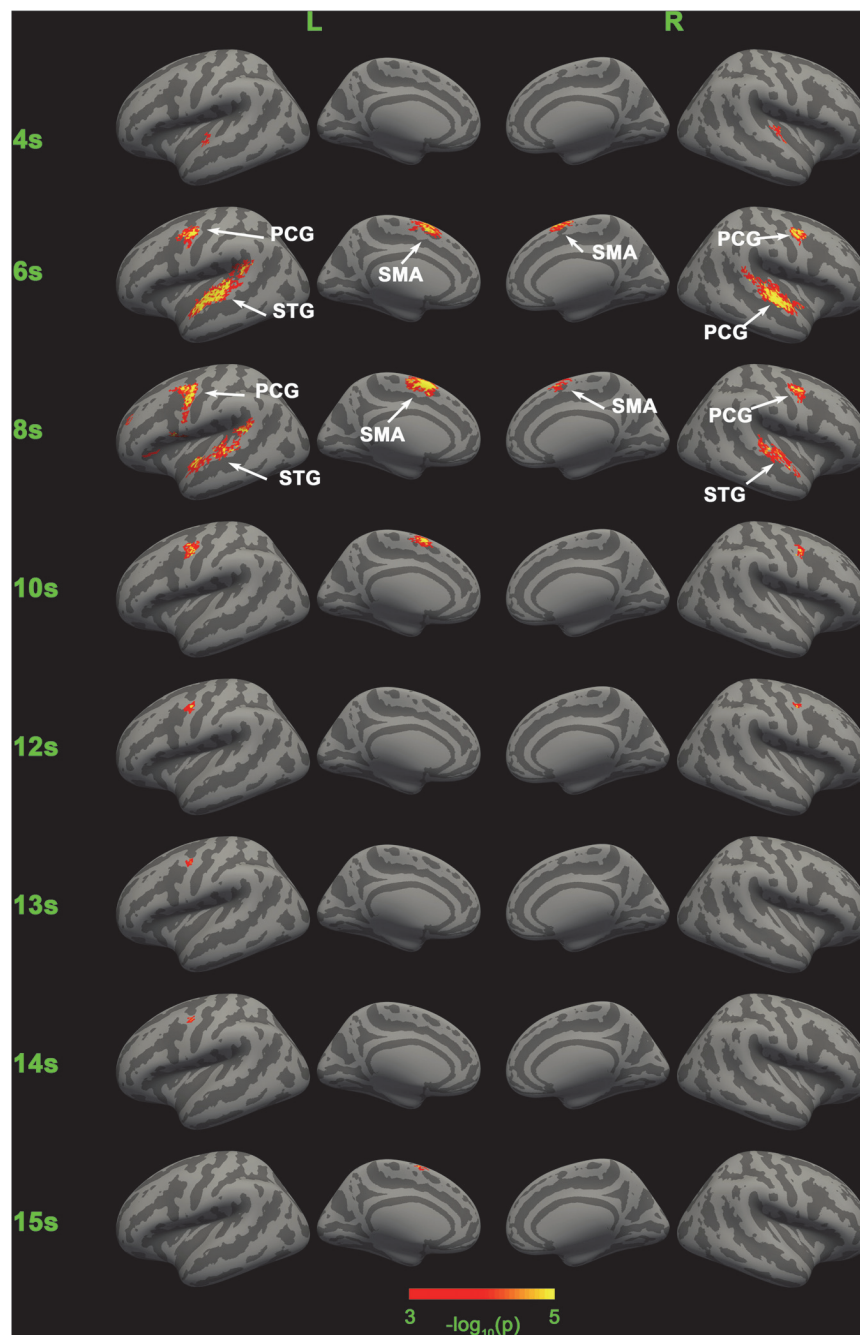 L R
4s
PCG SMA SMA PCG
6s
STG PCG
PCG SMA SMA PCG
8s
STG STG
10s
12s
13s
14s
15s
3 -log₁₀(p) 5